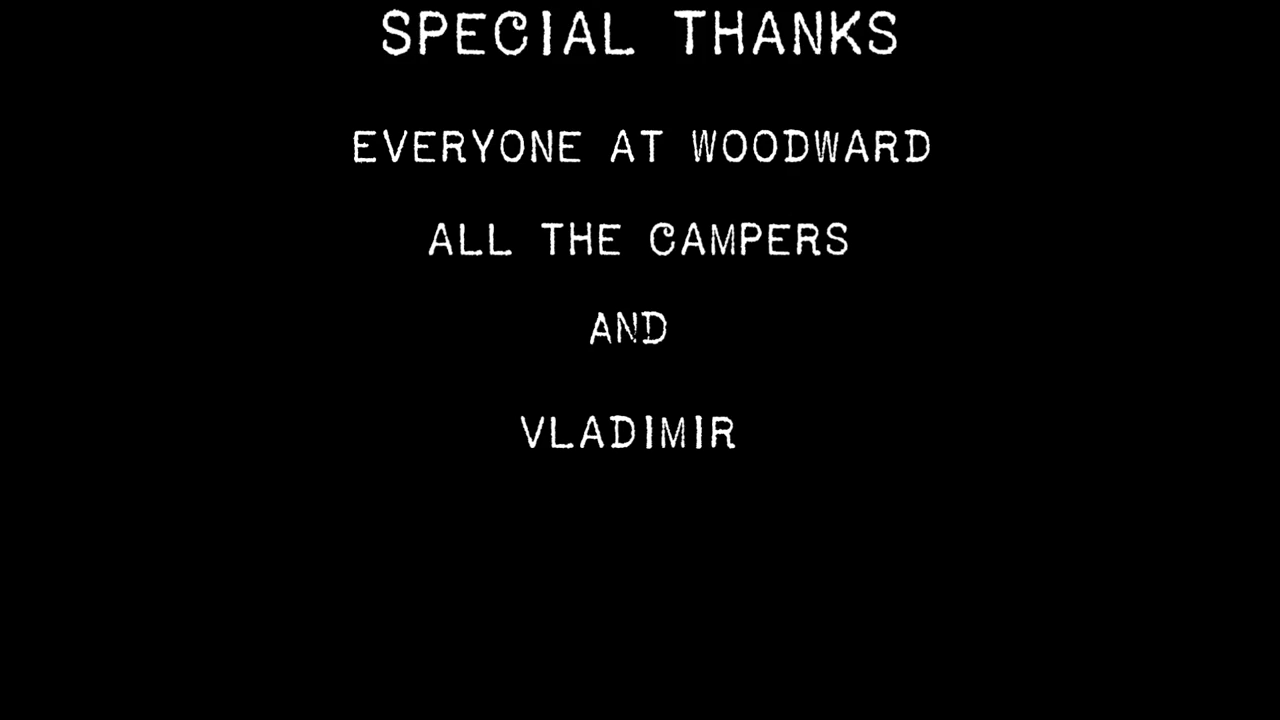 SPECIAL THANKS
EVERYONE AT WOODWARD
ALL THE CAMPERS
AND
VLADIMIR